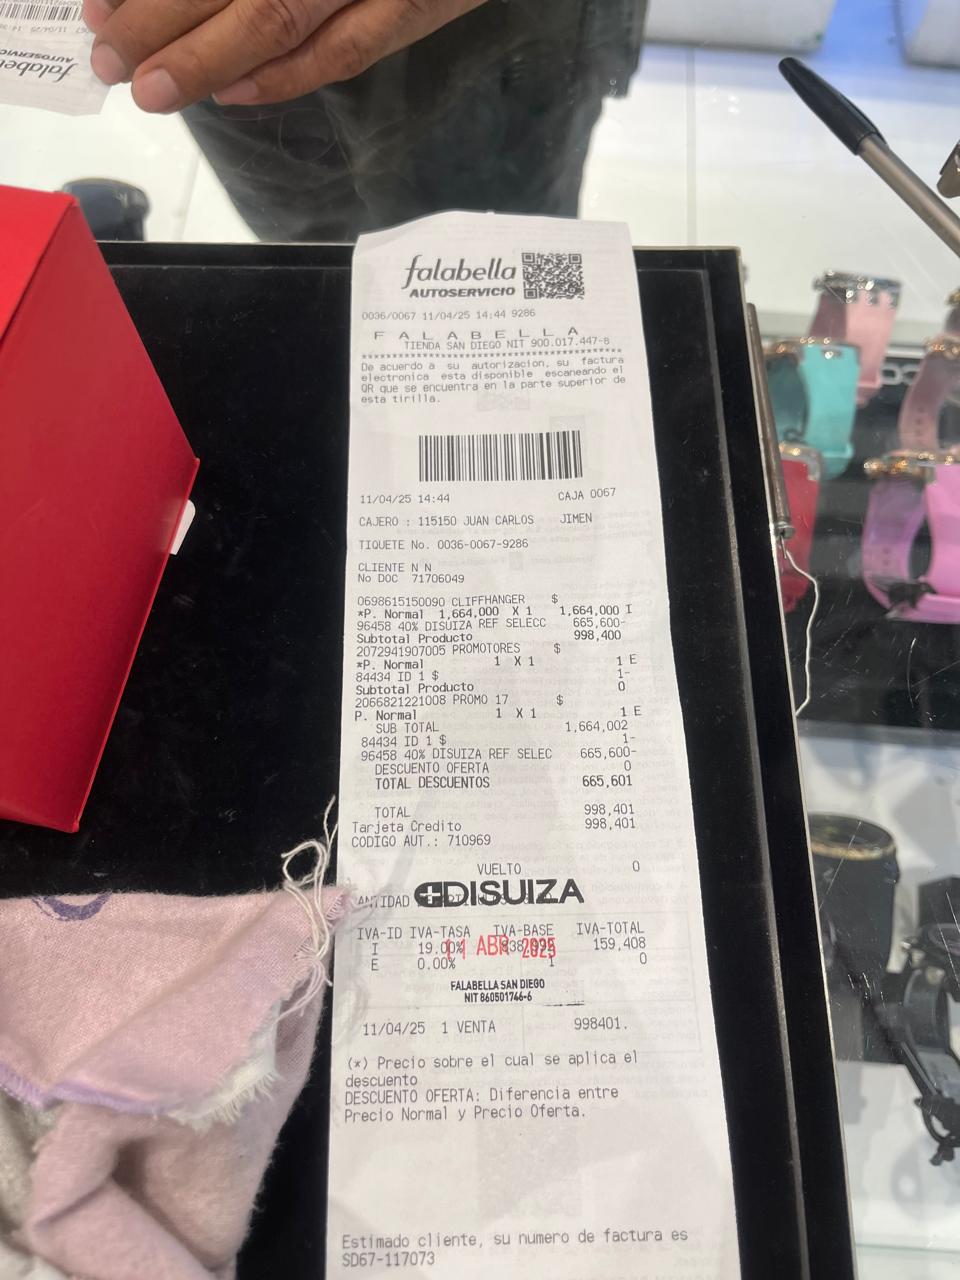 falabella
AUTOSERVICIO
0036/0067 11/04/25 14:44 9286
F A L A B E L L A
TIENDA SAN DIEGO NIT 900.017.447-8
****************************************
De acuerdo a su autorizacion, su factura
electronica esta disponible escaneando el
QR que se encuentra en la parte superior de
esta tirilla.
11/04/25 14:44 CAJA 0067
CAJERO : 115150 JUAN CARLOS JIMEN
TIQUETE No. 0036-0067-9286
CLIENTE N N
No DOC 71706049
0698615150090 CLIFFHANGER $
*P. Normal 1,664,000 X 1 1,664,000 I
96458 40% DISUIZA REF SELECC 665,600-
Subtotal Producto 998,400
2072941907005 PROMOTORES $
*P. Normal 1 X 1 1 E
84434 ID 1 $ 1-
Subtotal Producto 0
2066821221008 PROMO 17 $
P. Normal 1 X 1 1 E
SUB TOTAL 1,664,002
84434 ID 1 $ 1-
96458 40% DISUIZA REF SELEC 665,600-
DESCUENTO OFERTA 0
TOTAL DESCUENTOS 665,601
TOTAL 998,401
Tarjeta Credito 998,401
CODIGO AUT.: 710969
VUELTO 0
DISUIZA
IVA-ID IVA-TASA IVA-BASE IVA-TOTAL
I 19.00% 838,995 159,408
E 0.00% 1 0
11 ABR 2025
FALABELLA SAN DIEGO
NIT 860501746-6
11/04/25 1 VENTA 998401.
(*) Precio sobre el cual se aplica el
descuento
DESCUENTO OFERTA: Diferencia entre
Precio Normal y Precio Oferta.
Estimado cliente, su numero de factura es
SD67-117073
falabella
AUTOSERVICIO